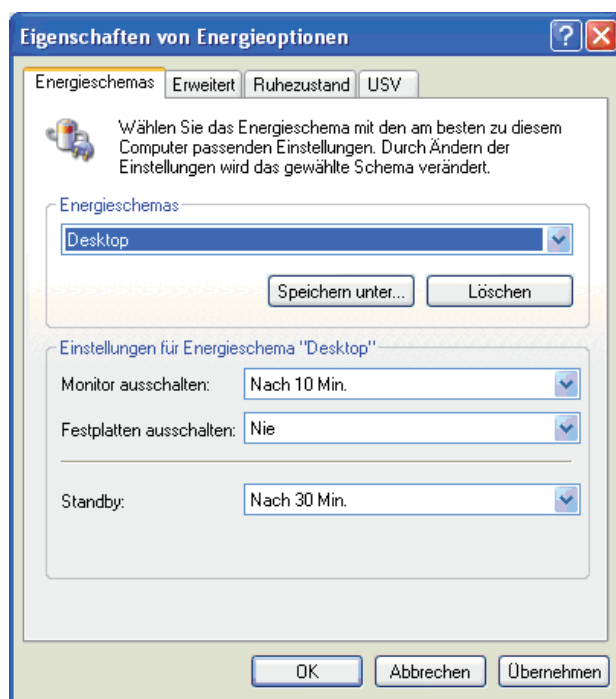 Eigenschaften von Energieoptionen
Energieschemas Erweitert Ruhezustand USV
Wählen Sie das Energieschema mit den am besten zu diesem
Computer passenden Einstellungen. Durch Ändern der
Einstellungen wird das gewählte Schema verändert.
Energieschemas
Desktop
Speichern unter... Löschen
Einstellungen für Energieschema "Desktop"
Monitor ausschalten: Nach 10 Min.
Festplatten ausschalten: Nie
Standby: Nach 30 Min.
OK Abbrechen Übernehmen